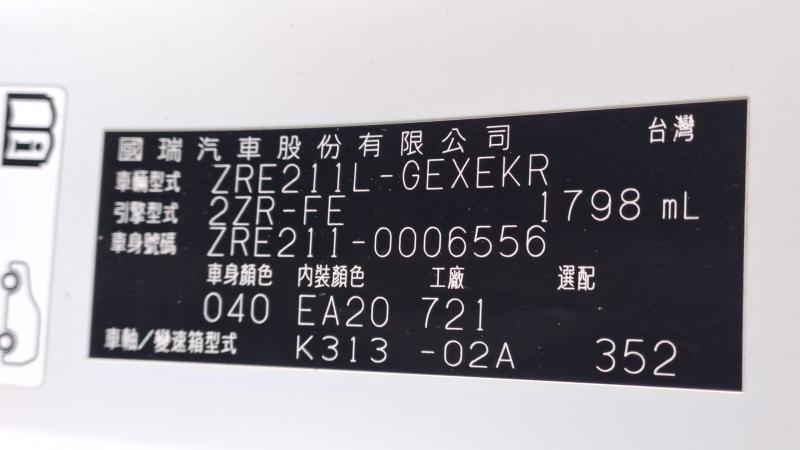 國瑞汽車股份有限公司 台灣
車輛型式 ZRE211L-GEXEKR
引擎型式 2ZR-FE 1798 mL
車身號碼 ZRE211-0006556
車身顏色 內裝顏色 工廠 選配
040 EA20 721
車軸/變速箱型式 K313 -02A 352